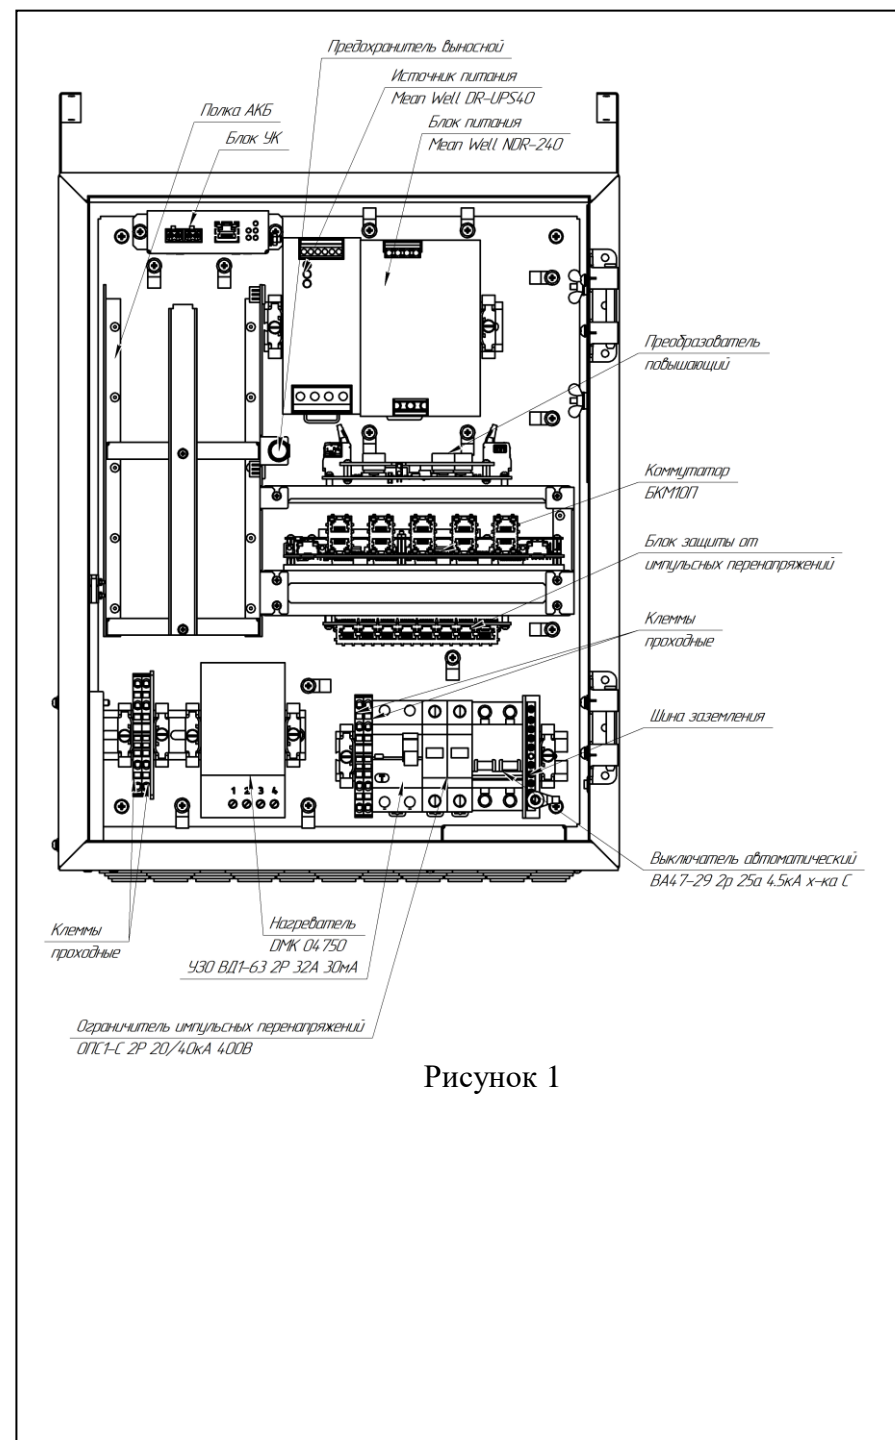 Предохранитель выносной
Источник питания
Mean Well DR-UPS40
Блок питания
Mean Well NDR-240
Полка АКБ
Блок УК
Преобразователь
повышающий
Коммутатор
БКМ10П
Блок защиты от
импульсных перенапряжений
Клеммы
проходные
Шина заземления
1 2 3 4
Выключатель автоматический
ВА47-29 2р 25а 4.5кА х-ка С
Клеммы
проходные
Нагреватель
DMK 04750
УЗО ВД1-63 2Р 32А 30мА
Ограничитель импульсных перенапряжений
ОПС1-С 2Р 20/40кА 400В
Рисунок 1